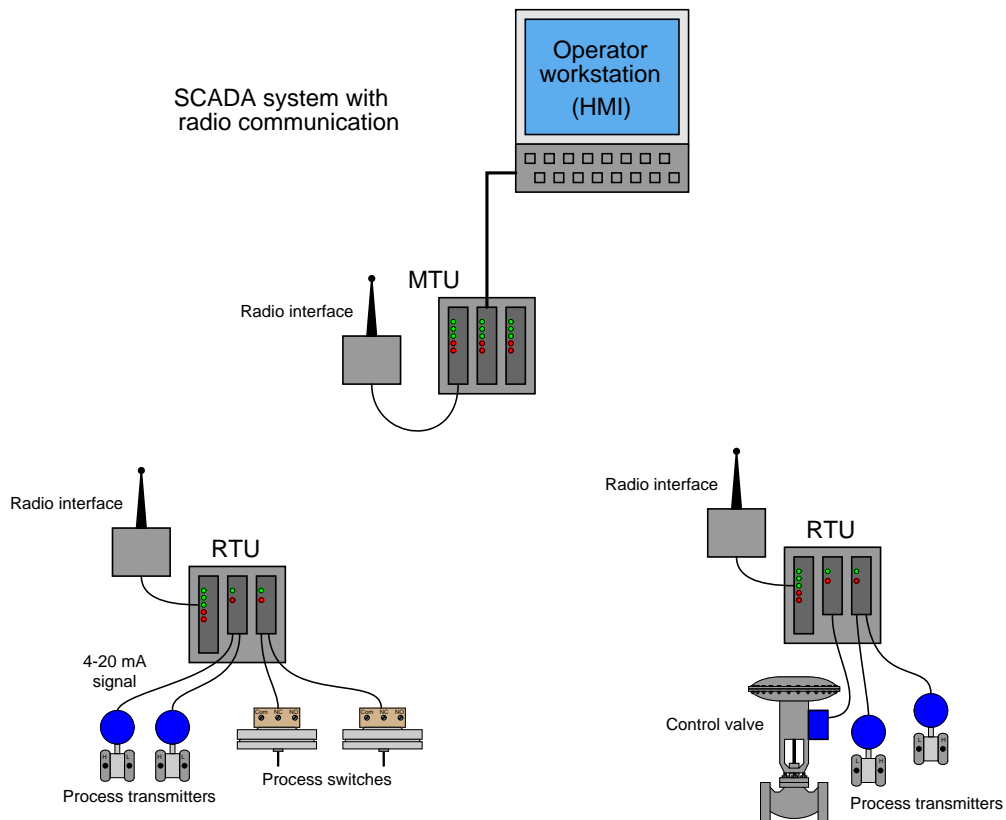 Operator
workstation
(HMI)
SCADA system with
radio communication
MTU
Radio interface
Radio interface
RTU
4-20 mA
signal
Com NC NO
Com NC NO
H L
H L
Process transmitters
Process switches
Radio interface
RTU
Control valve
L H
L H
Process transmitters